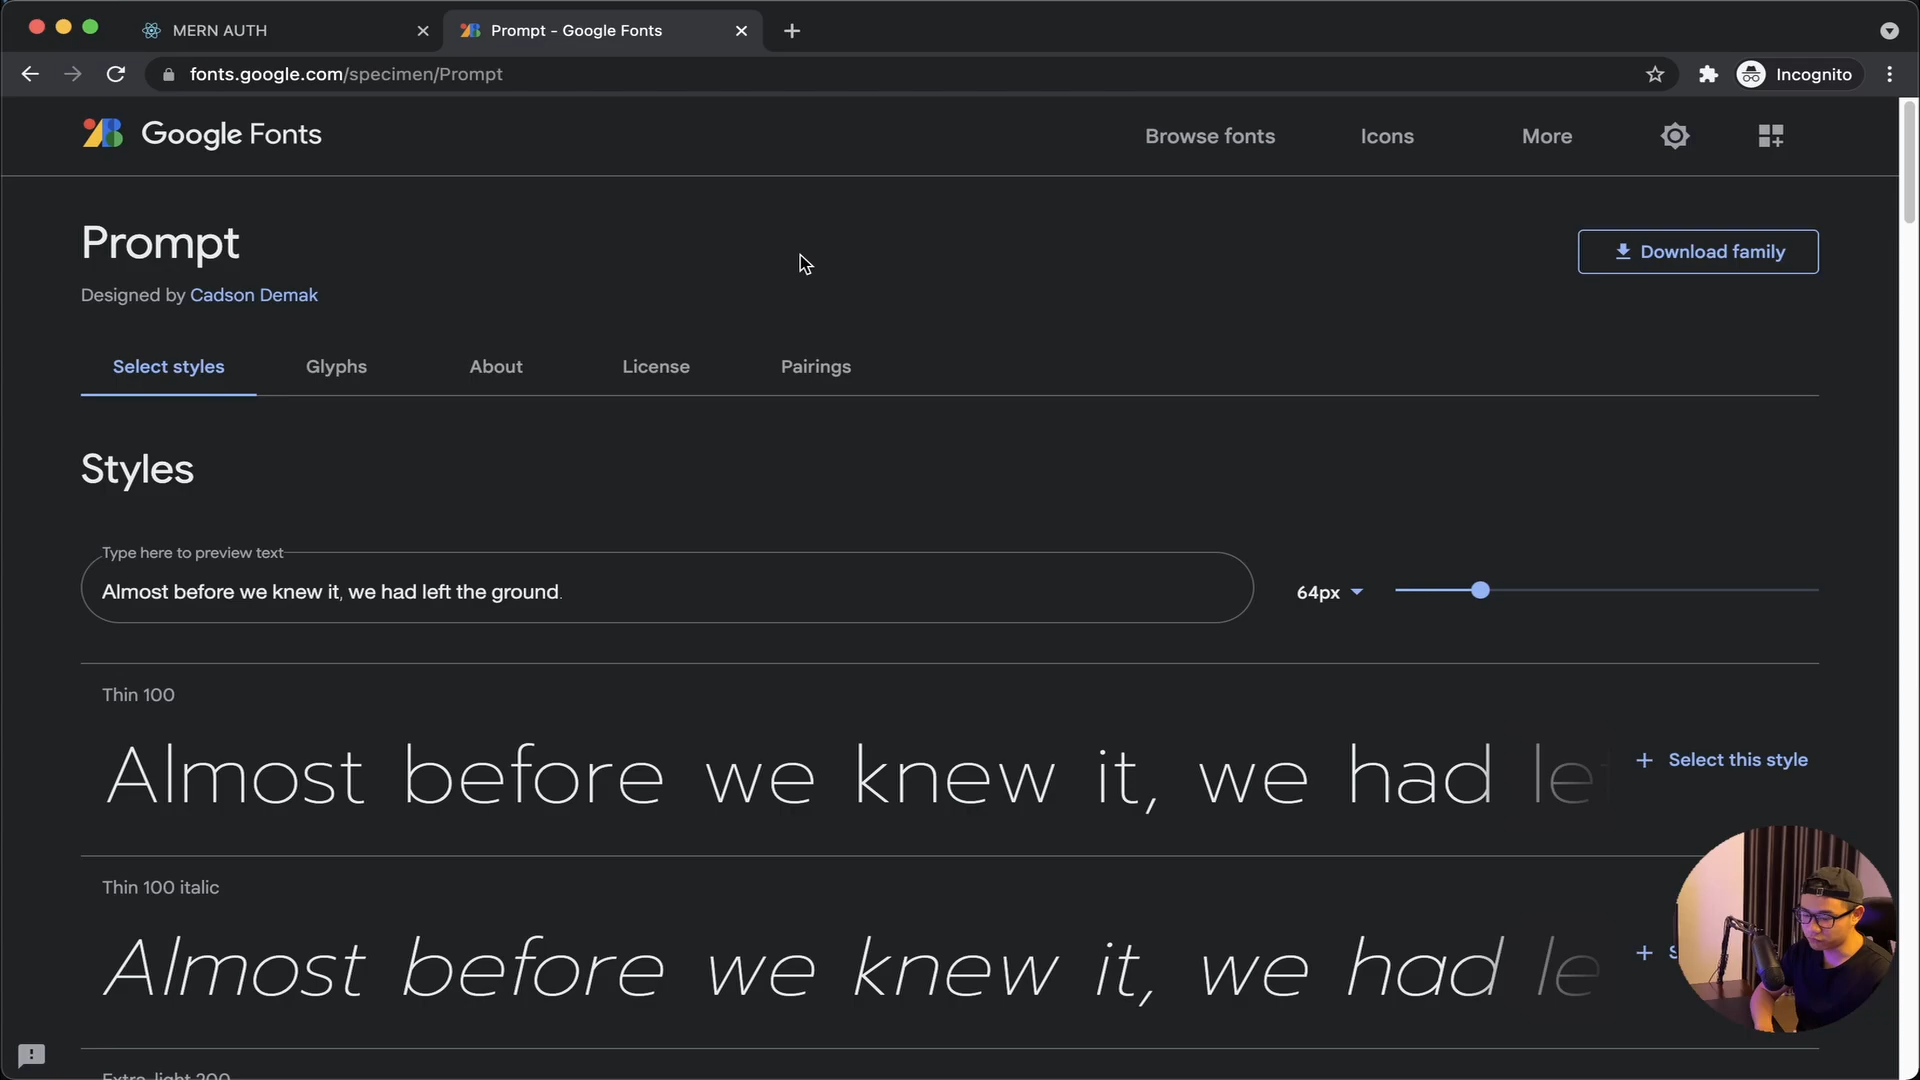 MERN AUTH
Prompt - Google Fonts
fonts.google.com/specimen/Prompt
Incognito
Google Fonts
Browse fonts
Icons
More
Prompt
Download family
Designed by Cadson Demak
Select styles
Glyphs
About
License
Pairings
Styles
Type here to preview text
Almost before we knew it, we had left the ground.
64px
Thin 100
Almost before we knew it, we had le
Select this style
Thin 100 italic
Almost before we knew it, we had le
Extra-light 200